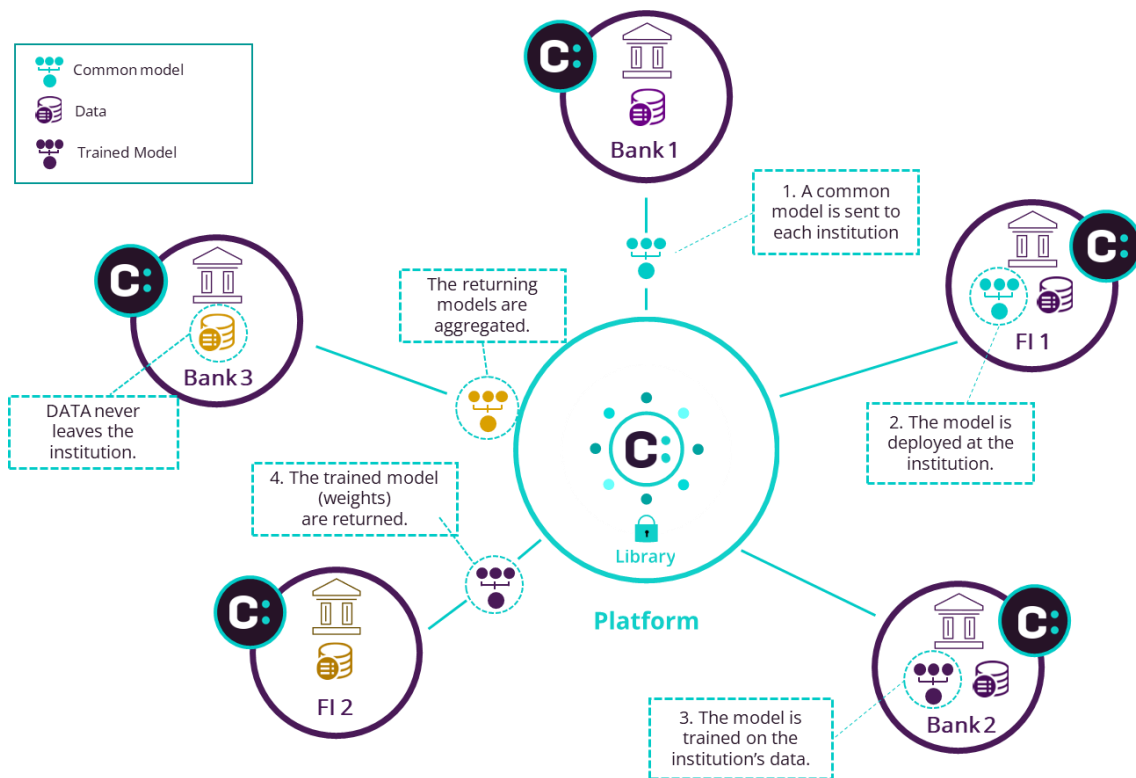 Common model
Data
Trained Model
C:
Bank 1
1. A common
model is sent to
each institution
C:
FI 1
2. The model is
deployed at the
institution.
C:
Bank 2
3. The model is
trained on the
institution’s data.
C:
FI 2
4. The trained model
(weights)
are returned.
C:
Bank 3
DATA never
leaves the
institution.
The returning
models are
aggregated.
C:
Library
Platform